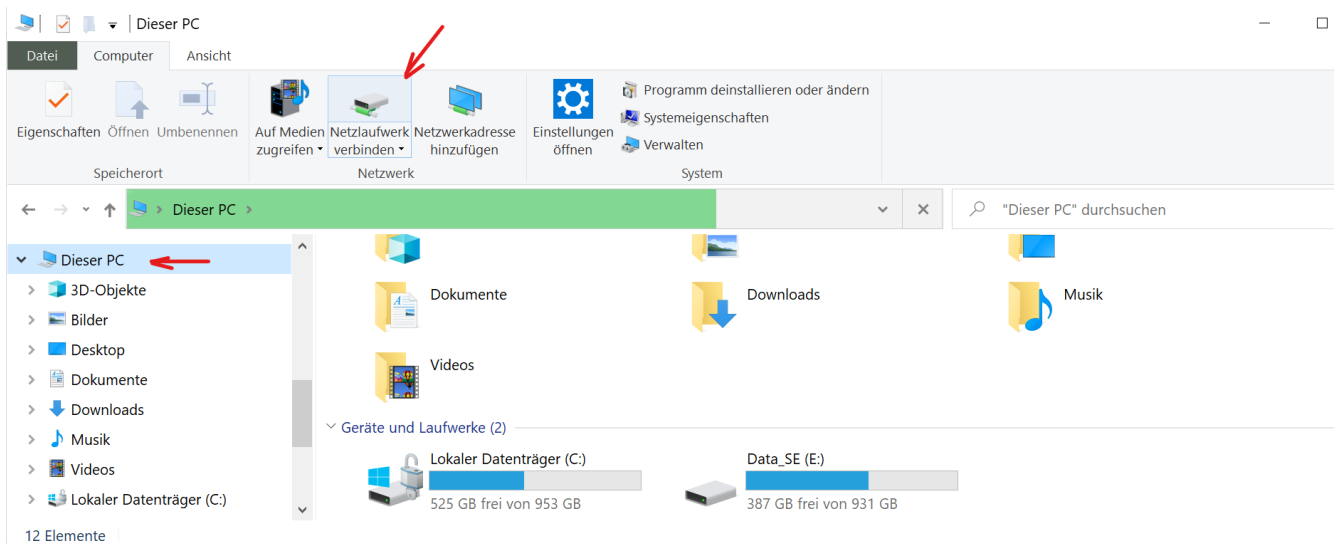 Dieser PC
Datei Computer Ansicht
Eigenschaften Öffnen Umbenennen
Auf Medien zugreifen
Netzlaufwerk verbinden
Netzwerkadresse hinzufügen
Einstellungen öffnen
Programm deinstallieren oder ändern
Systemeigenschaften
Verwalten
Speicherort Netzwerk System
Dieser PC
"Dieser PC" durchsuchen
Dieser PC
3D-Objekte
Bilder
Desktop
Dokumente
Downloads
Musik
Videos
Lokaler Datenträger (C:)
Dokumente Downloads Musik
Videos
Geräte und Laufwerke (2)
Lokaler Datenträger (C:)
525 GB frei von 953 GB
Data_SE (E:)
387 GB frei von 931 GB
12 Elemente